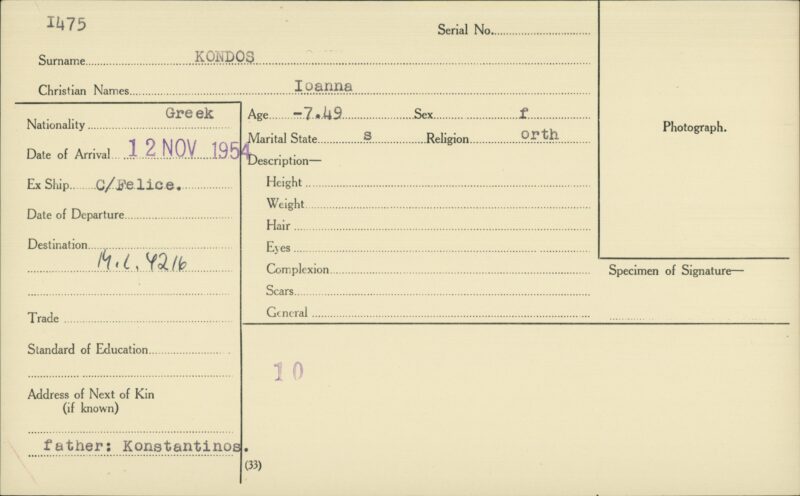 I475
Serial No.
Surname KONDOS
Christian Names Ioanna
Nationality Greek
Date of Arrival 12 NOV 1954
Ex Ship C/Felice.
Date of Departure
Destination
M.L. 4216
Trade
Standard of Education
Address of Next of Kin
(if known)
father: Konstantinos.
Age -7.49 Sex f
Marital State s Religion orth
Description—
Height
Weight
Hair
Eyes
Complexion
Scars
General
10
(33)
Photograph.
Specimen of Signature—